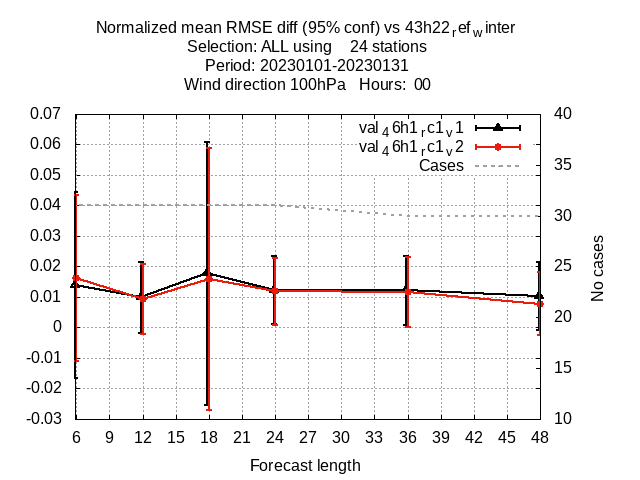 Normalized mean RMSE diff (95% conf) vs 43h22refwinter
Selection: ALL using 24 stations
Period: 20230101-20230131
Wind direction 100hPa Hours: 00
val46h1rc1v1
val46h1rc1v2
Cases
0.07
0.06
0.05
0.04
0.03
0.02
0.01
0
-0.01
-0.02
-0.03
40
35
30
25
20
15
10
No cases
6 9 12 15 18 21 24 27 30 33 36 39 42 45 48
Forecast length